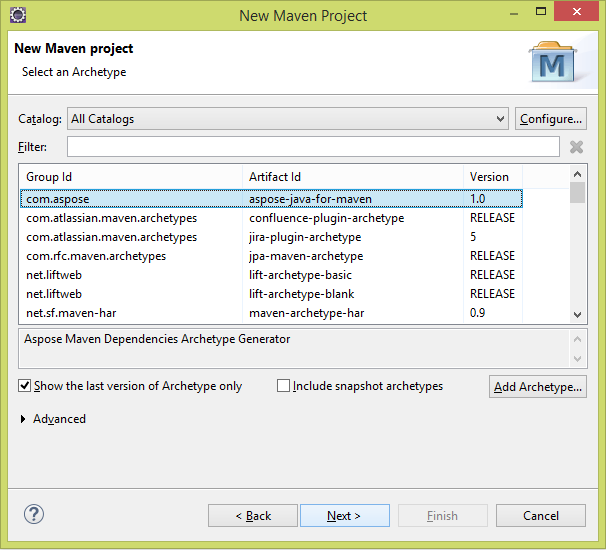 New Maven Project
New Maven project
Select an Archetype
M
Catalog: All Catalogs Configure...
Filter:
Group Id Artifact Id Version
com.aspose aspose-java-for-maven 1.0
com.atlassian.maven.archetypes confluence-plugin-archetype RELEASE
com.atlassian.maven.archetypes jira-plugin-archetype 5
com.rfc.maven.archetypes jpa-maven-archetype RELEASE
net.liftweb lift-archetype-basic RELEASE
net.liftweb lift-archetype-blank RELEASE
net.sf.maven-har maven-archetype-har 0.9
Aspose Maven Dependencies Archetype Generator
Show the last version of Archetype only Include snapshot archetypes Add Archetype...
Advanced
? < Back Next > Finish Cancel